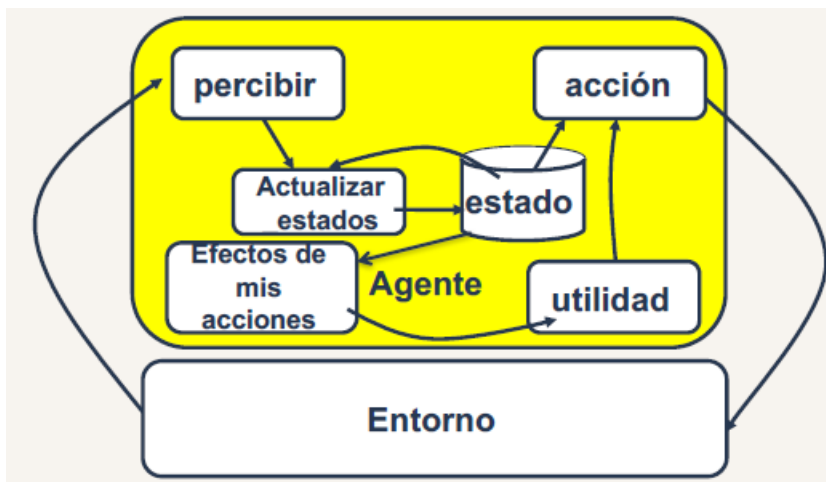 percibir
acción
Actualizar
estados
estado
Efectos de
mis
acciones
Agente
utilidad
Entorno